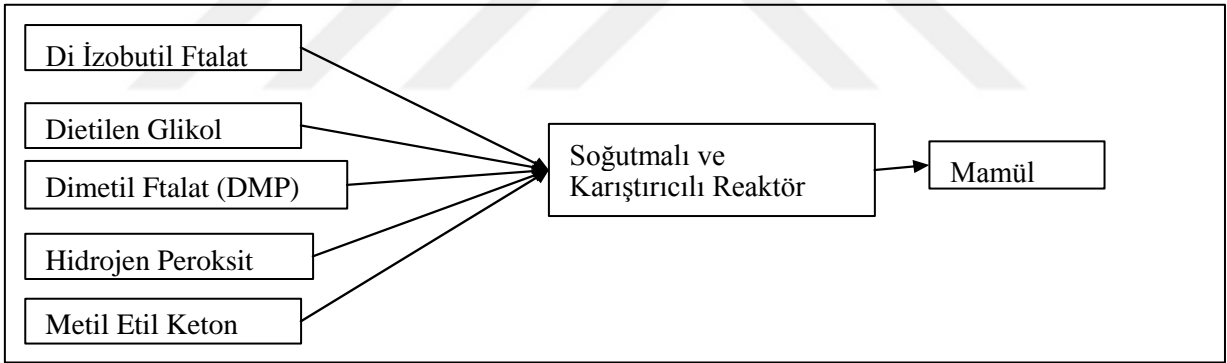 Di İzobutil Ftalat
Dietilen Glikol
Dimetil Ftalat (DMP)
Hidrojen Peroksit
Metil Etil Keton
Soğutmalı ve
Karıştırıcılı Reaktör
Mamül